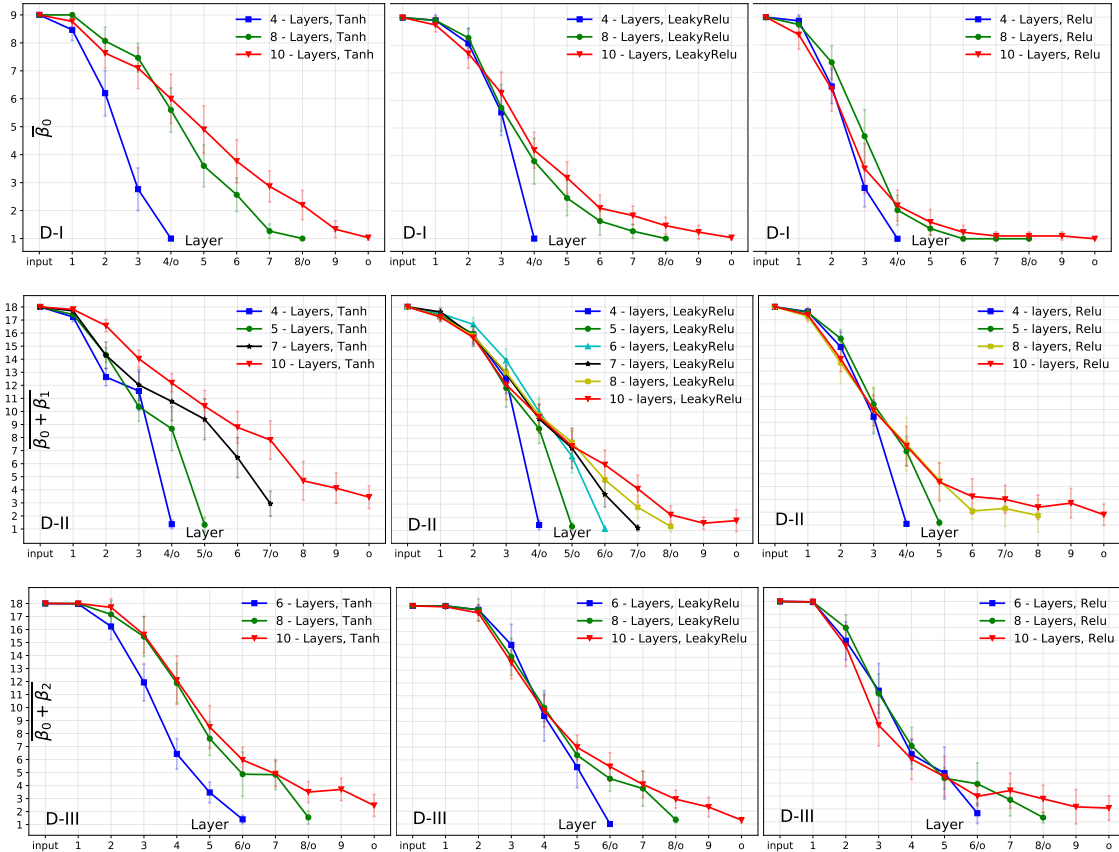 4 - Layers, Tanh
8 - Layers, Tanh
10 - Layers, Tanh
9
8
7
6
5
4
3
2
1
β̅₀
D-I
Layer
input 1 2 3 4/o 5 6 7 8/o 9 o
4 - Layers, LeakyRelu
8 - Layers, LeakyRelu
10 - Layers, LeakyRelu
D-I
Layer
input 1 2 3 4/o 5 6 7 8/o 9 o
4 - Layers, Relu
8 - Layers, Relu
10 - Layers, Relu
D-I
Layer
input 1 2 3 4/o 5 6 7 8/o 9 o
4 - Layers, Tanh
5 - Layers, Tanh
7 - Layers, Tanh
10 - Layers, Tanh
18
17
16
15
14
13
12
11
10
9
8
7
6
5
4
3
2
1
β₀ + β₁
D-II
Layer
input 1 2 3 4/o 5/o 6 7/o 8 9 o
4 - layers, LeakyRelu
5 - layers, LeakyRelu
6 - layers, LeakyRelu
7 - layers, LeakyRelu
8 - layers, LeakyRelu
10 - layers, LeakyRelu
D-II
Layer
input 1 2 3 4/o 5/o 6/o 7/o 8/o 9 o
4 - layers, Relu
5 - layers, Relu
8 - layers, Relu
10 - layers, Relu
D-II
Layer
input 1 2 3 4/o 5/o 6 7 8 9 o
6 - Layers, Tanh
8 - Layers, Tanh
10 - Layers, Tanh
18
17
16
15
14
13
12
11
10
9
8
7
6
5
4
3
2
1
β₀ + β₂
D-III
Layer
input 1 2 3 4 5 6/o 7 8/o 9 o
6 - Layers, LeakyRelu
8 - Layers, LeakyRelu
10 - Layers, LeakyRelu
D-III
Layer
input 1 2 3 4 5 6/o 7 8/o 9 o
6 - Layers, Relu
8 - Layers, Relu
10 - Layers, Relu
D-III
Layer
input 1 2 3 4 5 6/o 7 8/o 9 o